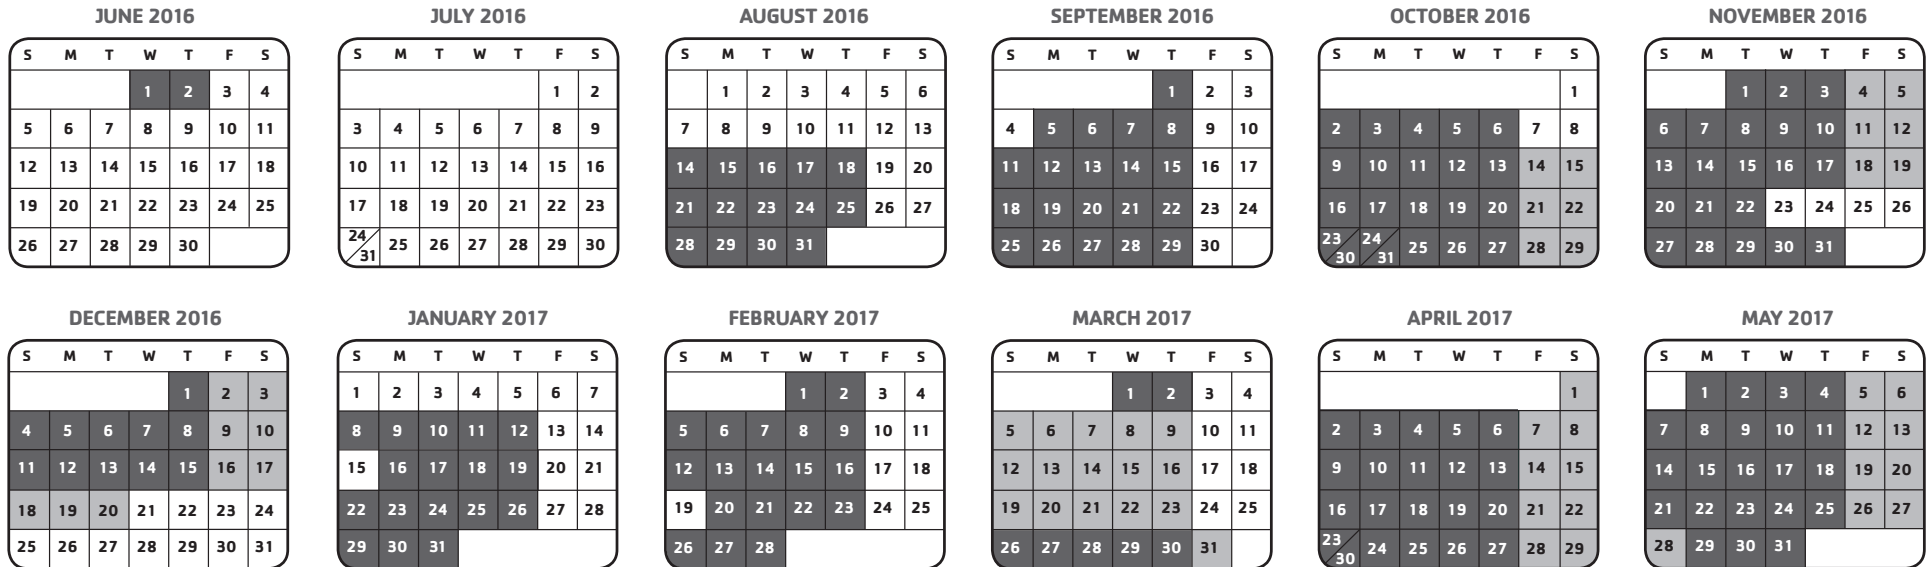 JUNE 2016
S M T W T F S
1 2 3 4
5 6 7 8 9 10 11
12 13 14 15 16 17 18
19 20 21 22 23 24 25
26 27 28 29 30
JULY 2016
S M T W T F S
1 2
3 4 5 6 7 8 9
10 11 12 13 14 15 16
17 18 19 20 21 22 23
24/31 25 26 27 28 29 30
AUGUST 2016
S M T W T F S
1 2 3 4 5 6
7 8 9 10 11 12 13
14 15 16 17 18 19 20
21 22 23 24 25 26 27
28 29 30 31
SEPTEMBER 2016
S M T W T F S
1 2 3
4 5 6 7 8 9 10
11 12 13 14 15 16 17
18 19 20 21 22 23 24
25 26 27 28 29 30
OCTOBER 2016
S M T W T F S
1
2 3 4 5 6 7 8
9 10 11 12 13 14 15
16 17 18 19 20 21 22
23/30 24/31 25 26 27 28 29
NOVEMBER 2016
S M T W T F S
1 2 3 4 5
6 7 8 9 10 11 12
13 14 15 16 17 18 19
20 21 22 23 24 25 26
27 28 29 30 31
DECEMBER 2016
S M T W T F S
1 2 3
4 5 6 7 8 9 10
11 12 13 14 15 16 17
18 19 20 21 22 23 24
25 26 27 28 29 30 31
JANUARY 2017
S M T W T F S
1 2 3 4 5 6 7
8 9 10 11 12 13 14
15 16 17 18 19 20 21
22 23 24 25 26 27 28
29 30 31
FEBRUARY 2017
S M T W T F S
1 2 3 4
5 6 7 8 9 10 11
12 13 14 15 16 17 18
19 20 21 22 23 24 25
26 27 28
MARCH 2017
S M T W T F S
1 2 3 4
5 6 7 8 9 10 11
12 13 14 15 16 17 18
19 20 21 22 23 24 25
26 27 28 29 30 31
APRIL 2017
S M T W T F S
1
2 3 4 5 6 7 8
9 10 11 12 13 14 15
16 17 18 19 20 21 22
23/30 24 25 26 27 28 29
MAY 2017
S M T W T F S
1 2 3 4 5 6
7 8 9 10 11 12 13
14 15 16 17 18 19 20
21 22 23 24 25 26 27
28 29 30 31